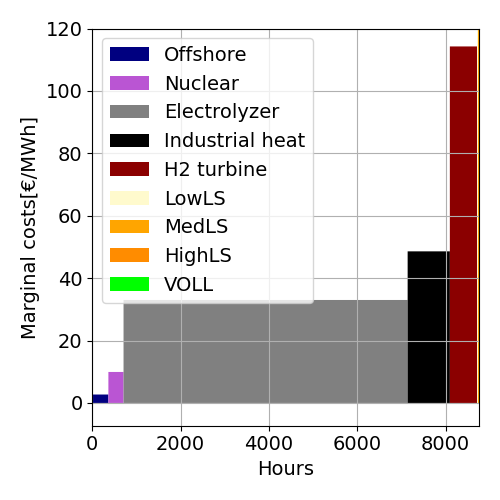 120
100
80
60
40
20
0
Marginal costs[€/MWh]
Offshore
Nuclear
Electrolyzer
Industrial heat
H2 turbine
LowLS
MedLS
HighLS
VOLL
0 2000 4000 6000 8000
Hours